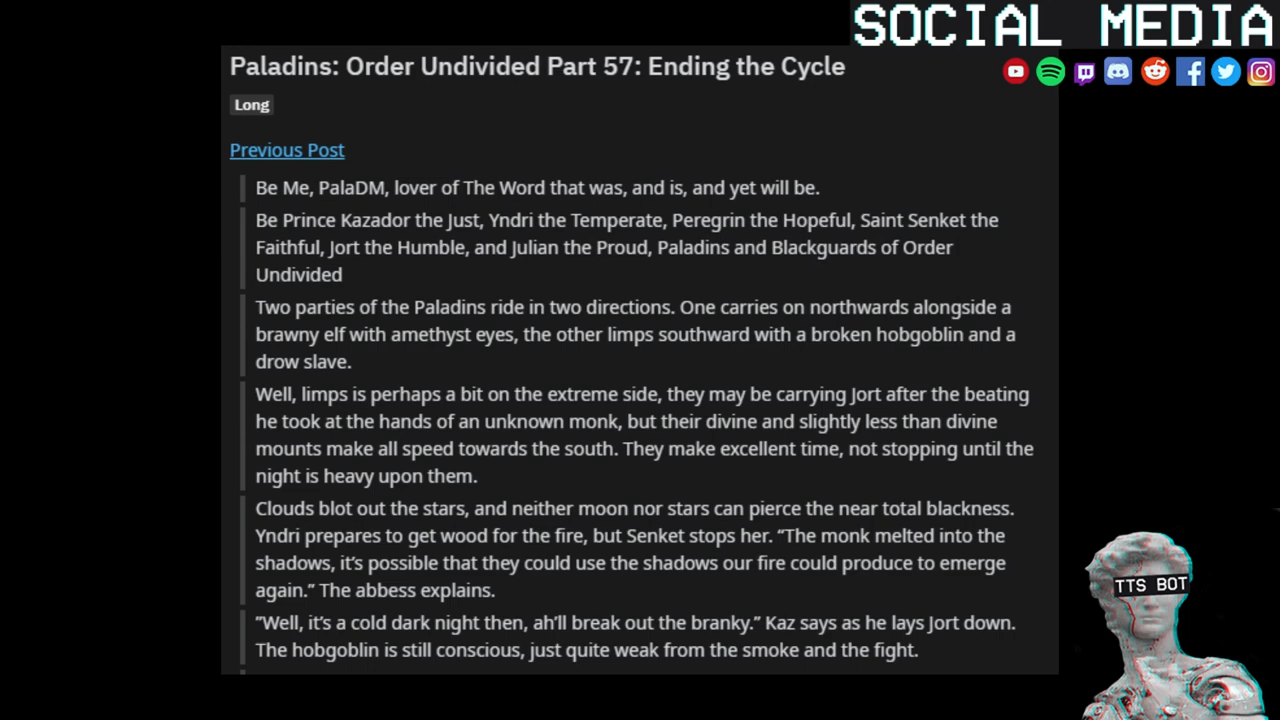 SOCIAL MEDIA
Paladins: Order Undivided Part 57: Ending the Cycle
Long
Previous Post
Be Me, PalaDM, lover of The Word that was, and is, and yet will be.
Be Prince Kazador the Just, Yndri the Temperate, Peregrin the Hopeful, Saint Senket the
Faithful, Jort the Humble, and Julian the Proud, Paladins and Blackguards of Order
Undivided
Two parties of the Paladins ride in two directions. One carries on northwards alongside a
brawny elf with amethyst eyes, the other limps southward with a broken hobgoblin and a
drow slave.
Well, limps is perhaps a bit on the extreme side, they may be carrying Jort after the beating
he took at the hands of an unknown monk, but their divine and slightly less than divine
mounts make all speed towards the south. They make excellent time, not stopping until the
night is heavy upon them.
Clouds blot out the stars, and neither moon nor stars can pierce the near total blackness.
Yndri prepares to get wood for the fire, but Senket stops her. “The monk melted into the
shadows, it’s possible that they could use the shadows our fire could produce to emerge
again.” The abbess explains.
”Well, it’s a cold dark night then, ah’ll break out the branky.” Kaz says as he lays Jort down.
The hobgoblin is still conscious, just quite weak from the smoke and the fight.
TTS BOT